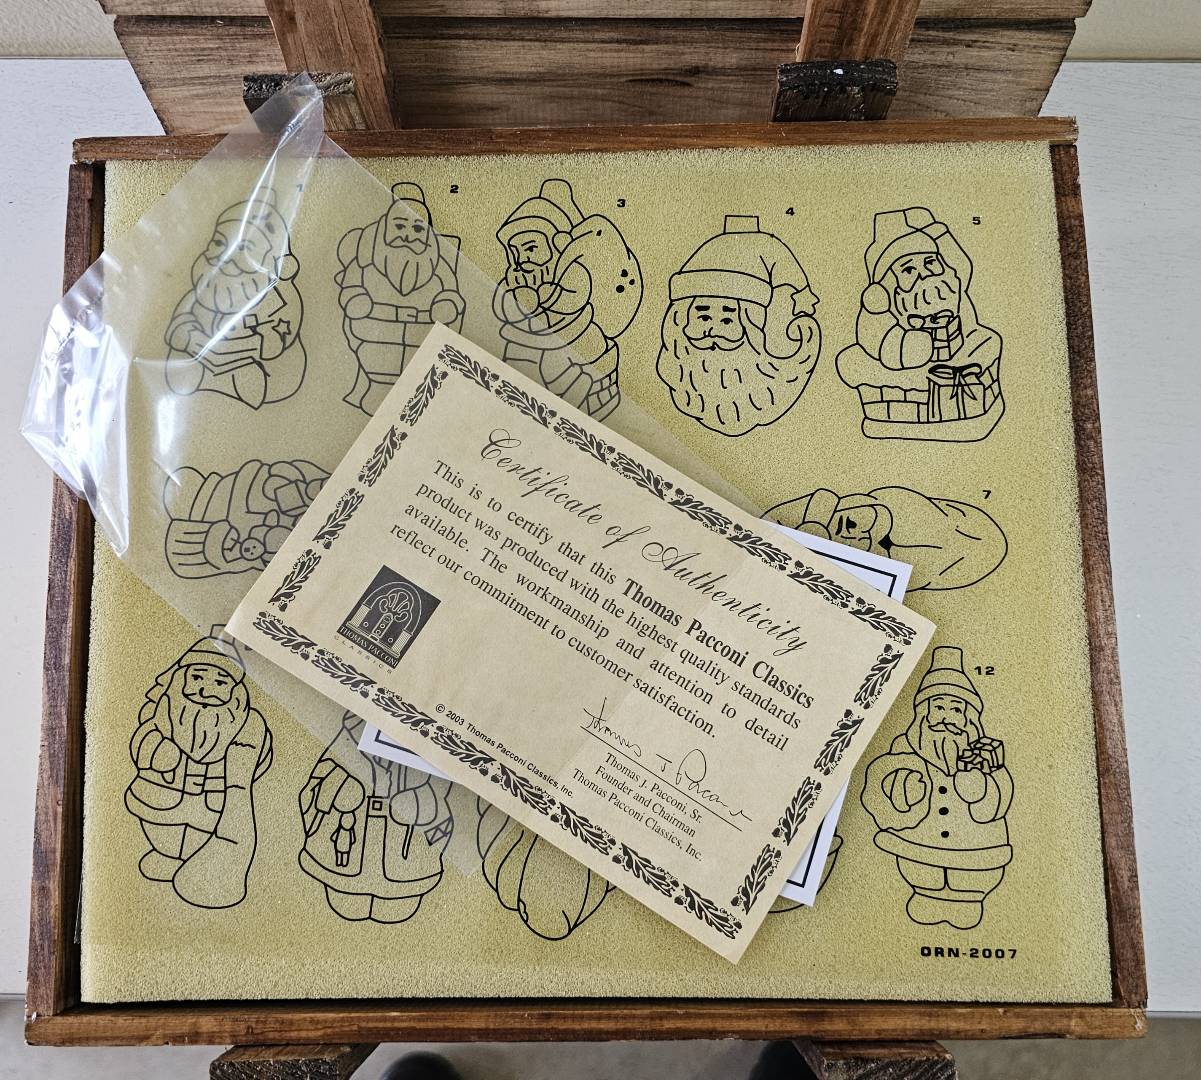 1
2
3
4
5
7
12
Certificate of Authenticity
This is to certify that this Thomas Pacconi Classics
product was produced with the highest quality standards
available. The workmanship and attention to detail
reflect our commitment to customer satisfaction.
THOMAS PACCONI
CLASSICS
© 2003 Thomas Pacconi Classics, Inc.
Thomas J. Pacconi, Sr.
Founder and Chairman
Thomas Pacconi Classics, Inc.
ORN-2007